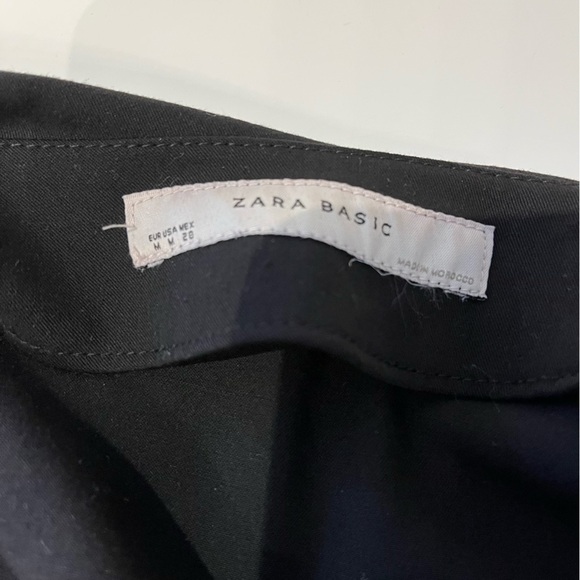 ZARA BASIC
EUR USA MEX
M M 28
MADE IN MOROCCO